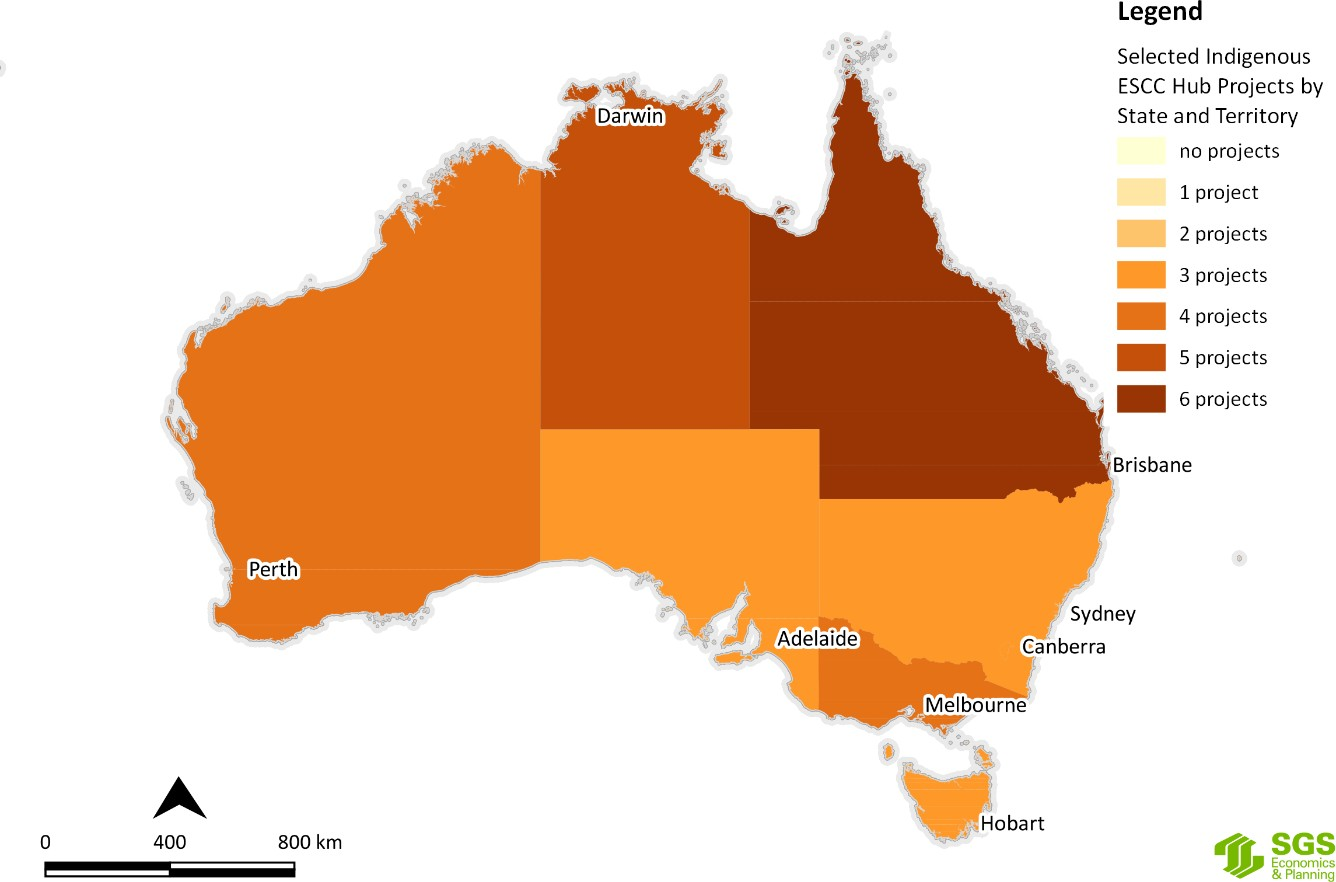 Legend
Selected Indigenous
ESCC Hub Projects by
State and Territory
no projects
1 project
2 projects
3 projects
4 projects
5 projects
6 projects
Darwin
Brisbane
Perth
Sydney
Adelaide
Canberra
Melbourne
Hobart
0 400 800 km
SGS
Economics
& Planning